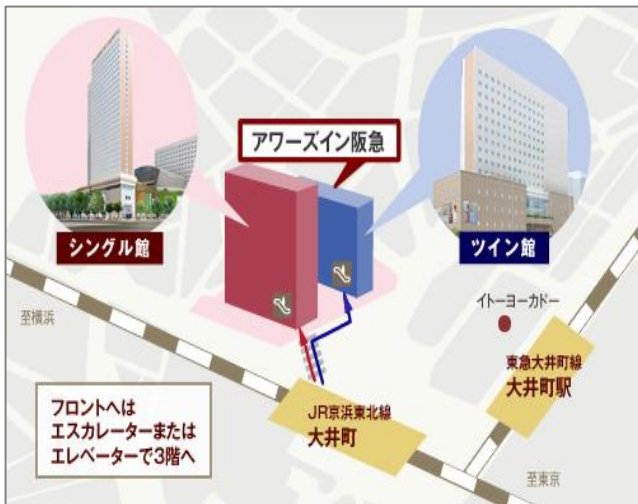 アワーズイン阪急
シングル館
ツイン館
イトーヨーカドー
至横浜
東急大井町線
大井町駅
JR京浜東北線
大井町
フロントへは
エスカレーターまたは
エレベーターで3階へ
至東京